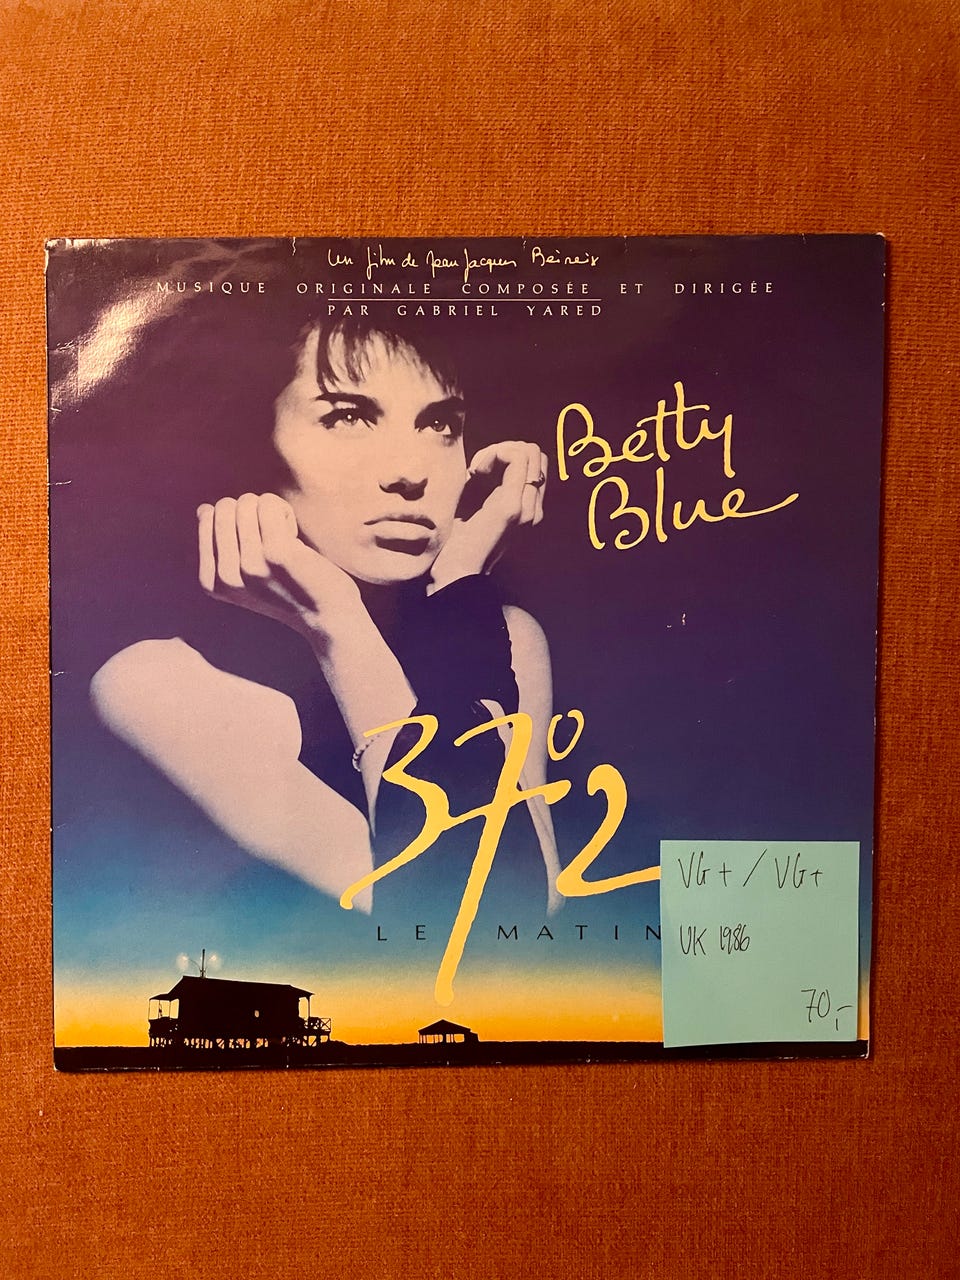 Un film de Jean Jacques Beineix
MUSIQUE ORIGINALE COMPOSÉE ET DIRIGÉE
PAR GABRIEL YARED
Betty
Blue
37°2
LE MATIN
VG+ / VG+
UK 1986
70,-